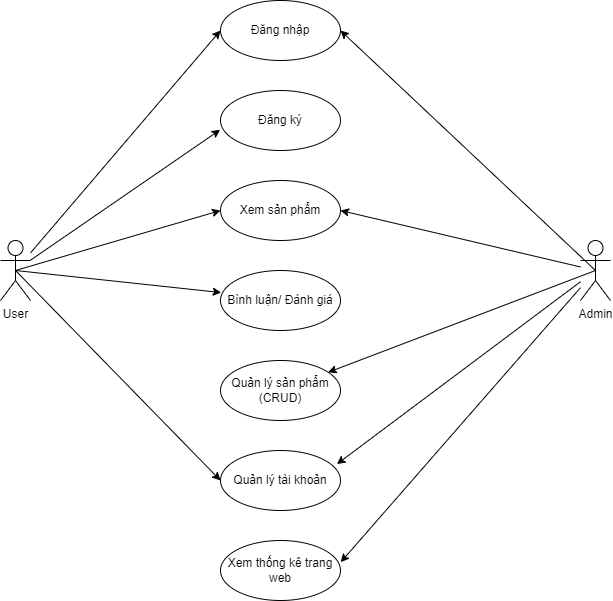 Đăng nhập
Đăng ký
Xem sản phẩm
Bình luận/ Đánh giá
User
Admin
Quản lý sản phẩm
(CRUD)
Quản lý tài khoản
Xem thống kê trang
web